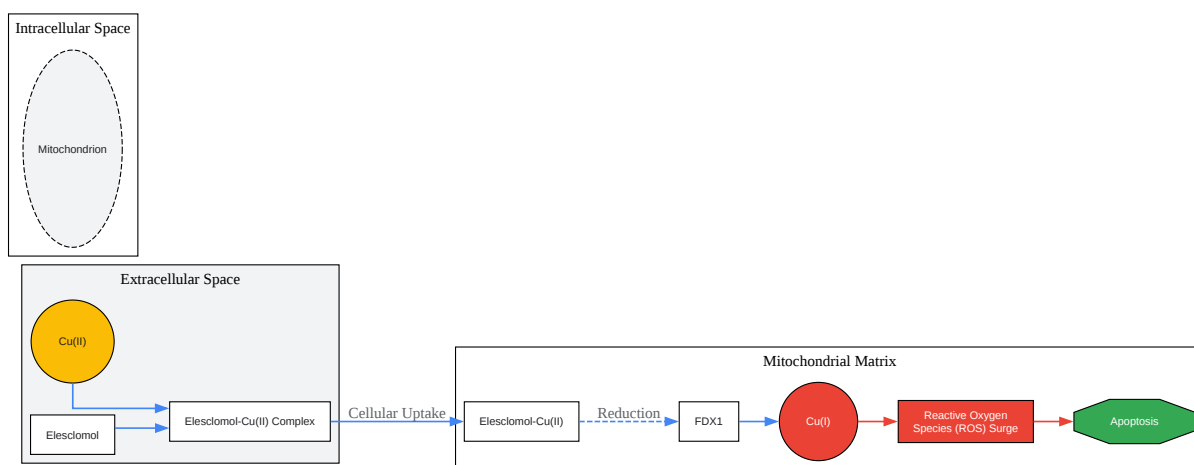 Intracellular Space
Mitochondrion
Extracellular Space
Cu(II)
Elesclomol
Elesclomol-Cu(II) Complex
Cellular Uptake
Mitochondrial Matrix
Elesclomol-Cu(II)
Reduction
FDX1
Cu(I)
Reactive Oxygen
Species (ROS) Surge
Apoptosis